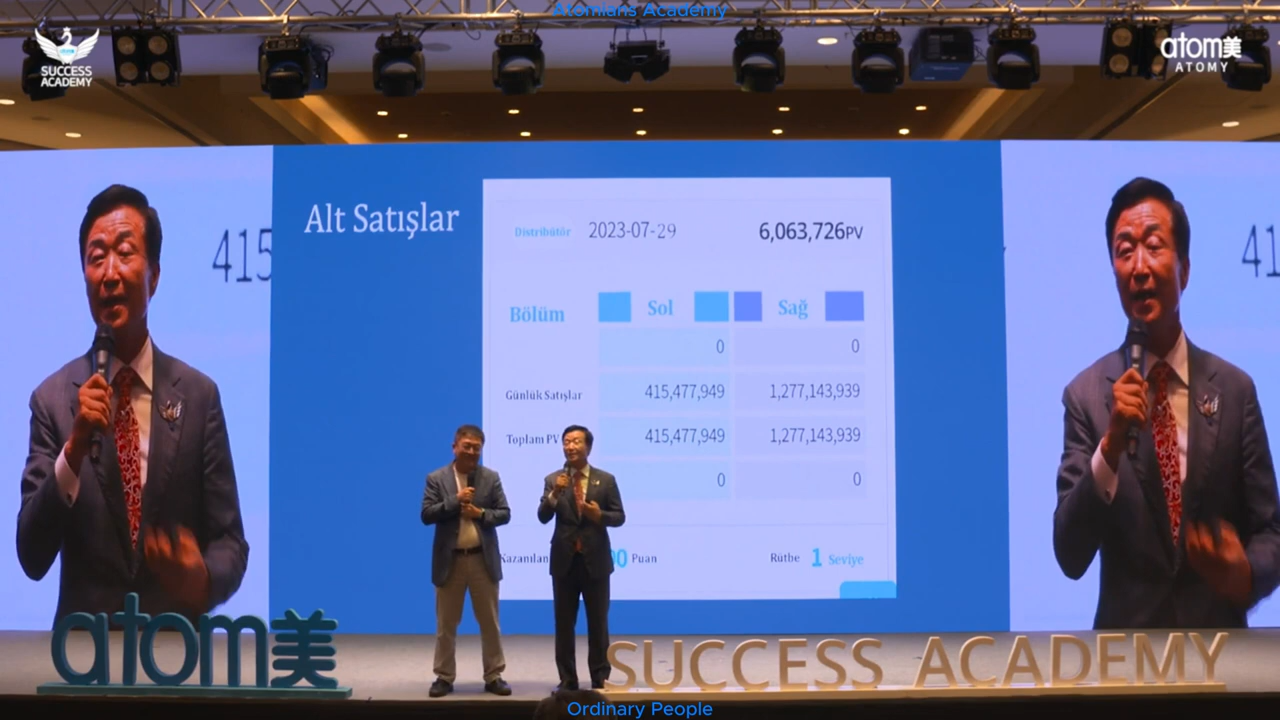 Atomians Academy
SUCCESS
ACADEMY
atom美
ATOMY
Alt Satışlar
415
41
Distribütör 2023-07-29 6,063,726PV
Bölüm Sol Sağ
0 0
Günlük Satışlar 415,477,949 1,277,143,939
Toplam PV 415,477,949 1,277,143,939
0 0
Kazanılan 00 Puan Rütbe 1 Seviye
atom美
SUCCESS ACADEMY
Ordinary People